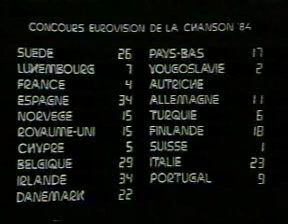 CONCOURS EUROVISION DE LA CHANSON '84
SUEDE 26 PAYS-BAS 17
LUXEMBOURG 7 YOUGOSLAVIE 2
FRANCE 4 AUTRICHE
ESPAGNE 34 ALLEMAGNE 11
NORVEGE 15 TURQUIE 6
ROYAUME-UNI 15 FINLANDE 18
CHYPRE 5 SUISSE 1
BELGIQUE 29 ITALIE 23
IRLANDE 34 PORTUGAL 9
DANEMARK 22